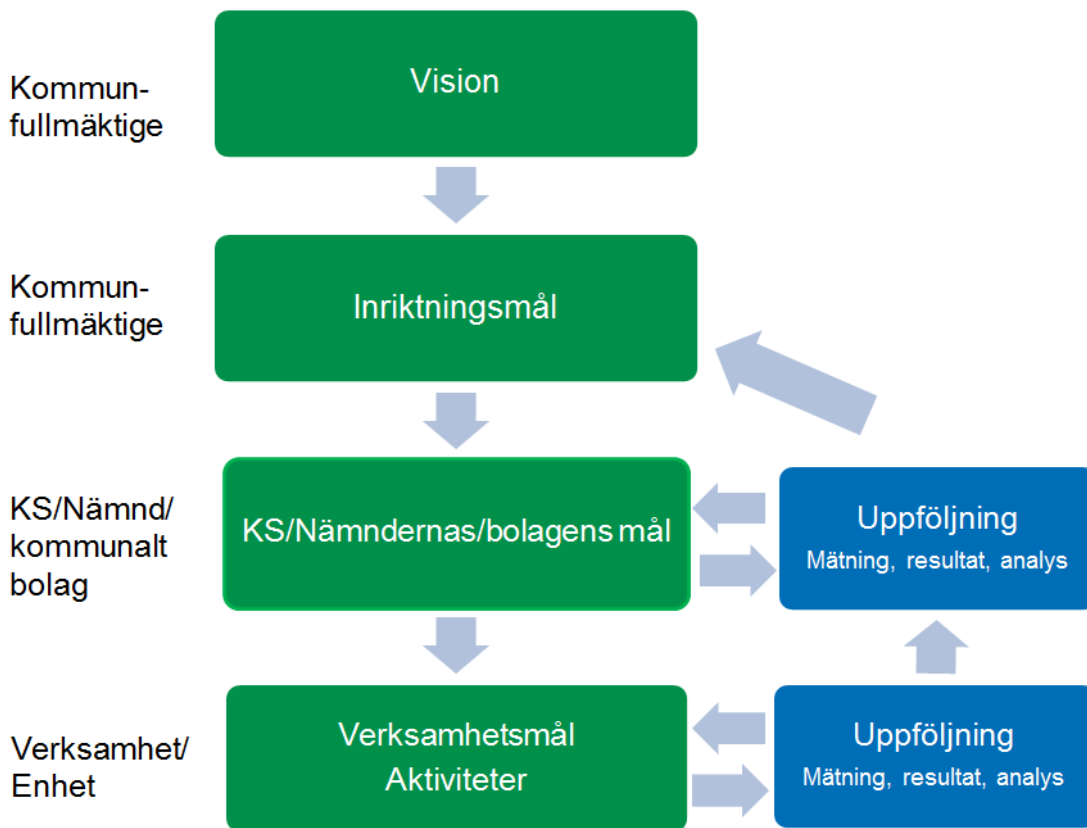 Kommun-
fullmäktige
Vision
Kommun-
fullmäktige
Inriktningsmål
KS/Nämnd/
kommunalt
bolag
KS/Nämndernas/bolagens mål
Uppföljning
Mätning, resultat, analys
Verksamhet/
Enhet
Verksamhetsmål
Aktiviteter
Uppföljning
Mätning, resultat, analys